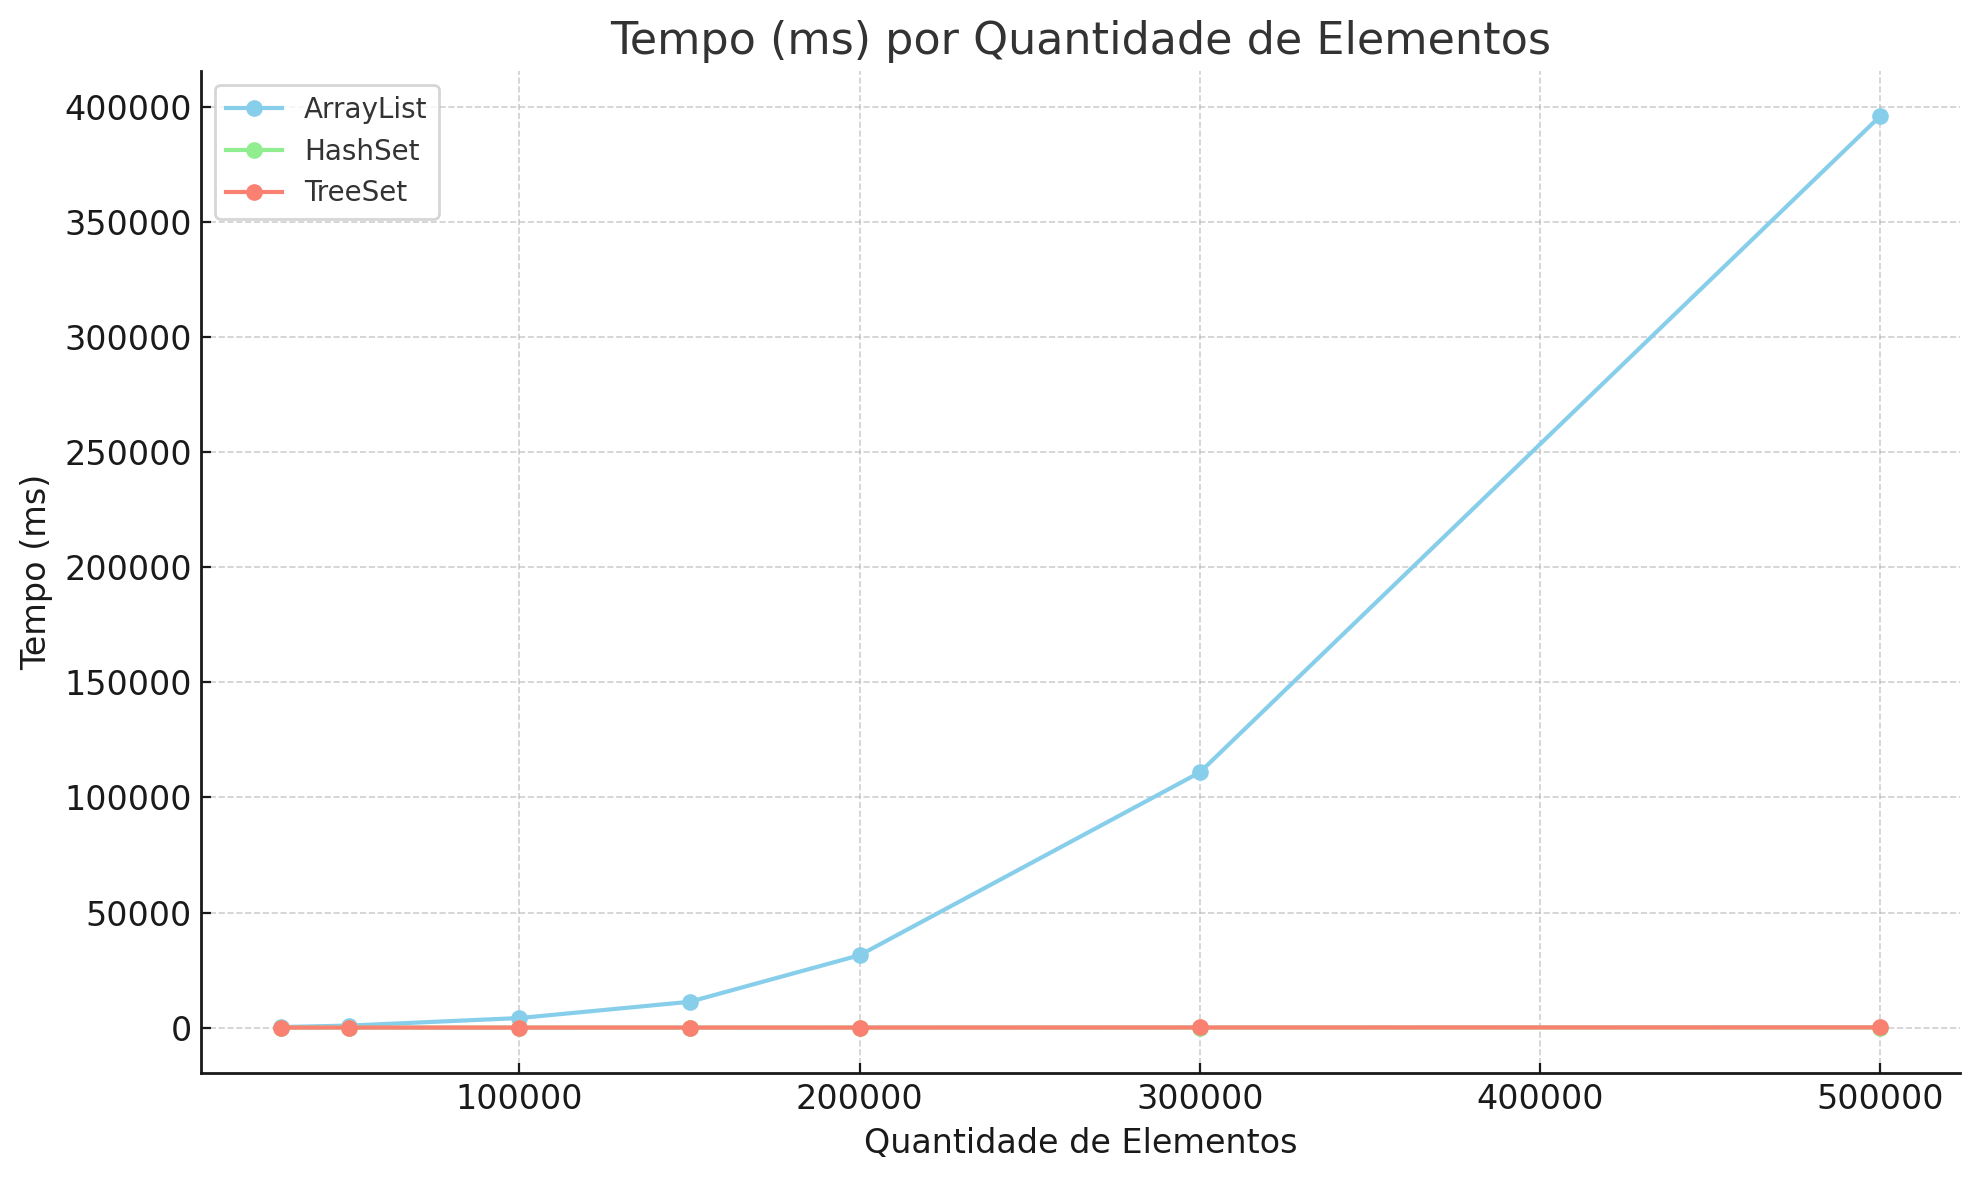 Tempo (ms) por Quantidade de Elementos
ArrayList
HashSet
TreeSet
Tempo (ms)
400000
350000
300000
250000
200000
150000
100000
50000
0
100000 200000 300000 400000 500000
Quantidade de Elementos